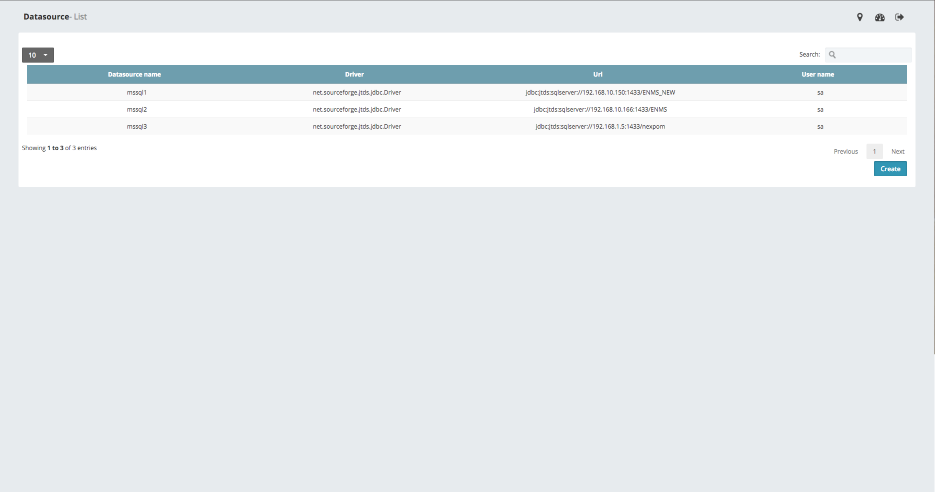 Datasource- List
10
Search:
Datasource name Driver Url User name
mssql1 net.sourceforge.jtds.jdbc.Driver jdbc:jtds:sqlserver://192.168.10.150:1433/ENMS_NEW sa
mssql2 net.sourceforge.jtds.jdbc.Driver jdbc:jtds:sqlserver://192.168.10.166:1433/ENMS sa
mssql3 net.sourceforge.jtds.jdbc.Driver jdbc:jtds:sqlserver://192.168.1.5:1433/nexpom sa
Showing 1 to 3 of 3 entries
Previous 1 Next
Create